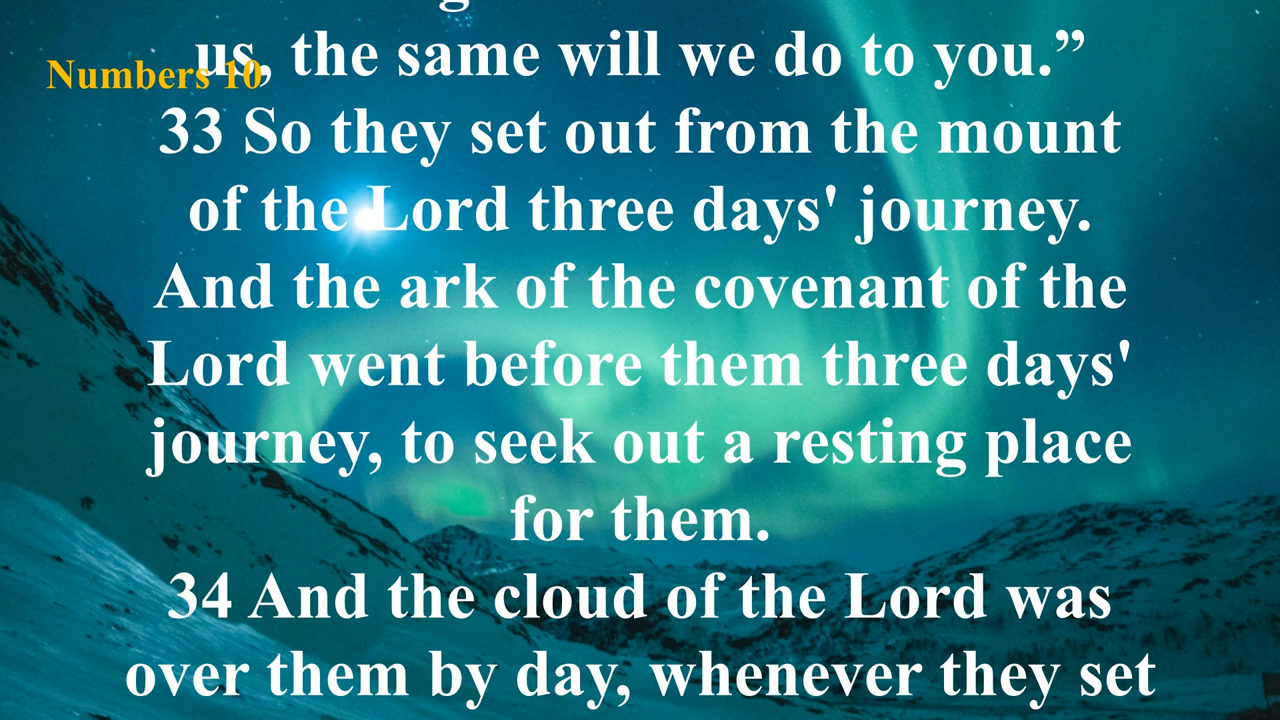 Numbers 10
us, the same will we do to you.”
33 So they set out from the mount
of the Lord three days' journey.
And the ark of the covenant of the
Lord went before them three days'
journey, to seek out a resting place
for them.
34 And the cloud of the Lord was
over them by day, whenever they set